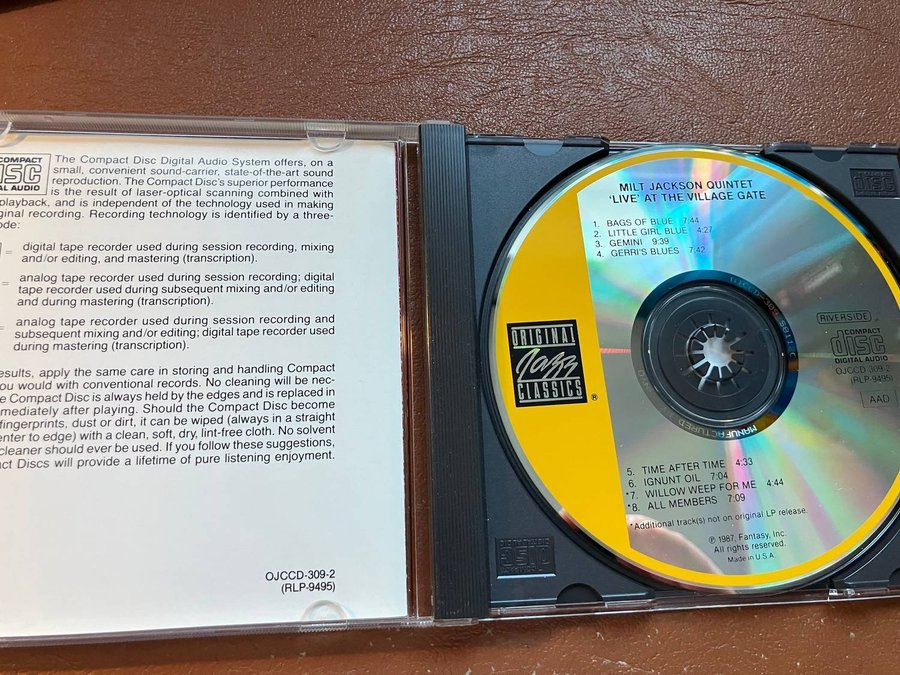 COMPACT
DISC
DIGITAL AUDIO
The Compact Disc Digital Audio System offers, on a
small, convenient sound-carrier, state-of-the-art sound
reproduction. The Compact Disc's superior performance
is the result of laser-optical scanning combined with
playback, and is independent of the technology used in making
ginal recording. Recording technology is identified by a three-
ode:
= digital tape recorder used during session recording, mixing
and/or editing, and mastering (transcription).
= analog tape recorder used during session recording; digital
tape recorder used during subsequent mixing and/or editing
and during mastering (transcription).
= analog tape recorder used during session recording and
subsequent mixing and/or editing; digital tape recorder used
during mastering (transcription).
esults, apply the same care in storing and handling Compact
ou would with conventional records. No cleaning will be nec-
e Compact Disc is always held by the edges and is replaced in
mmediately after playing. Should the Compact Disc become
fingerprints, dust or dirt, it can be wiped (always in a straight
enter to edge) with a clean, soft, dry, lint-free cloth. No solvent
cleaner should ever be used. If you follow these suggestions,
act Discs will provide a lifetime of pure listening enjoyment.
OJCCD-309-2
(RLP-9495)
MILT JACKSON QUINTET
'LIVE' AT THE VILLAGE GATE
1. BAGS OF BLUE 7:44
2. LITTLE GIRL BLUE 4:27
3. GEMINI 9:39
4. GERRI'S BLUES 7:42
ORIGINAL
Jazz
CLASSICS
®
RIVERSIDE
COMPACT
disc
DIGITAL AUDIO
OJCCD 309-2
(RLP-9495)
AAD
5. TIME AFTER TIME 4:33
6. IGNUNT OIL 7:04
*7. WILLOW WEEP FOR ME 4:44
*8. ALL MEMBERS 7:09
*Additional track(s) not on original LP release.
℗ 1987, Fantasy, Inc.
All rights reserved.
Made in U.S.A.
MANUFACTURED
COMPACT
disc